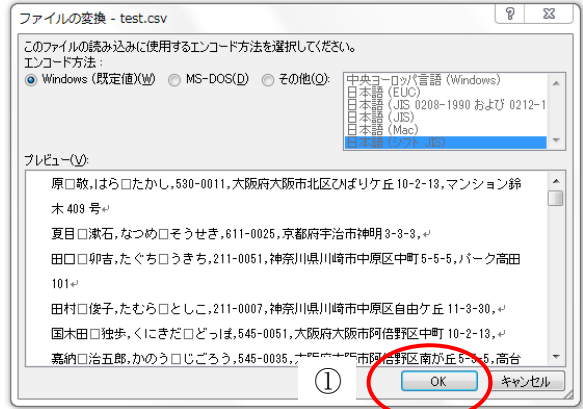 ファイルの変換 - test.csv
このファイルの読み込みに使用するエンコード方法を選択してください。
エンコード方法:
Windows (既定値)(W) MS-DOS(D) その他(O):
中央ヨーロッパ言語 (Windows)
日本語 (EUC)
日本語 (JIS 0208-1990 および 0212-1
日本語 (JIS)
日本語 (Mac)
日本語 (シフト JIS)
プレビュー(V):
原□敬,はら□たかし,530-0011,大阪府大阪市北区ひばりケ丘10-2-13,マンション鈴
木409 号↵
夏目□漱石,なつめ□そうせき,611-0025,京都府宇治市神明3-3-3,↵
田口□卯吉,たぐち□うきち,211-0051,神奈川県川崎市中原区中町5-5-5,パーク高田
101↵
田村□俊子,たむら□としこ,211-0007,神奈川県川崎市中原区自由ケ丘11-3-30,↵
国木田□独歩,くにきだ□どっぽ,545-0051,大阪府大阪市阿倍野区中町10-2-13,↵
嘉納□治五郎,かのう□じごろう,545-0035,大阪府大阪市阿倍野区南が丘5-5-5,高台
① OK キャンセル